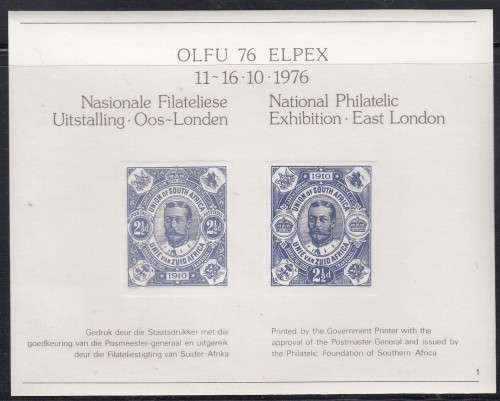 OLFU 76 ELPEX
11-16·10·1976
Nasionale Filateliese
Uitstalling·Oos-Londen
National Philatelic
Exhibition·East London
UNION OF SOUTH AFRICA
2½d
2½d
UNIE VAN ZUID AFRIKA
1910
1910
UNION OF SOUTH AFRICA
UNIE VAN ZUID AFRIKA
2½d
Gedruk deur die Staatsdrukker met die
goedkeuring van die Posmeester-generaal en uitgereik
deur die Filateliestigting van Suider-Afrika
Printed by the Government Printer with the
approval of the Postmaster General and issued by
the Philatelic Foundation of Southern Africa
1